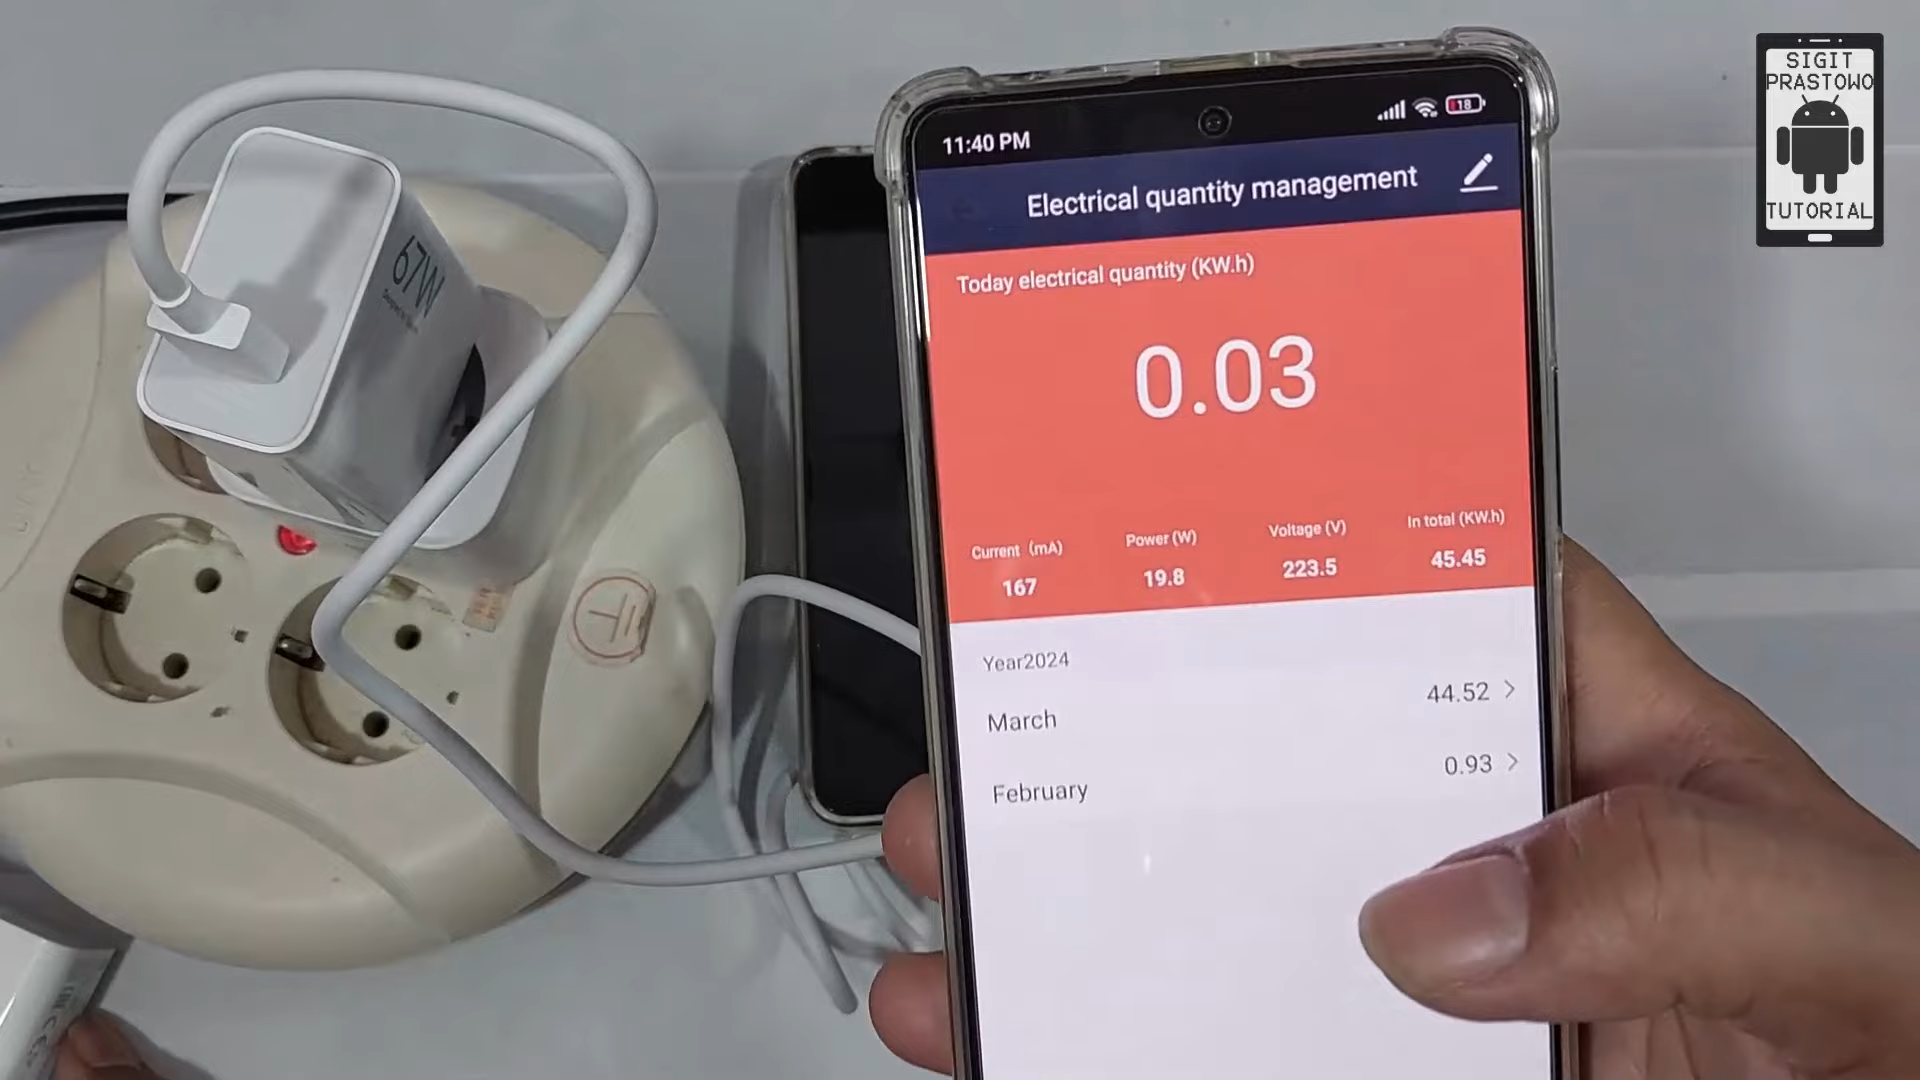 SIGIT
PRASTOWO
TUTORIAL
67W
11:40 PM
18
Electrical quantity management
Today electrical quantity (KW.h)
0.03
Current (mA)
Power (W)
Voltage (V)
In total (KW.h)
167
19.8
223.5
45.45
Year2024
March
44.52
February
0.93